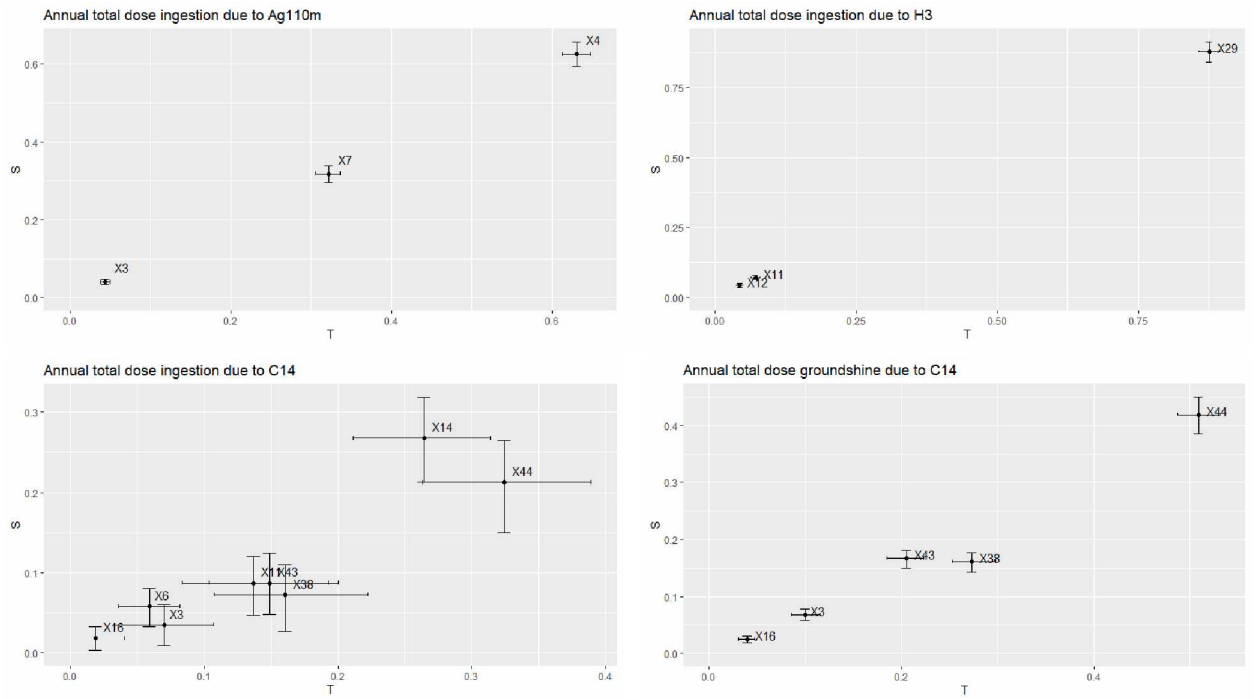 Annual total dose ingestion due to Ag110m
X4
0.6
0.4
X7
S
0.2
X3
0.0
0.0 0.2 0.4 0.6
T
Annual total dose ingestion due to H3
X29
0.75
0.50
S
0.25
X11
X12
0.00
0.00 0.25 0.50 0.75
T
Annual total dose ingestion due to C14
0.3
X14
X44
0.2
S
0.1
X11 X43
X38
X6
X3
X16
0.0
0.0 0.1 0.2 0.3 0.4
T
Annual total dose groundshine due to C14
X44
0.4
0.3
S
0.2
X43 X38
0.1
X3
X16
0.0
0.0 0.2 0.4
T